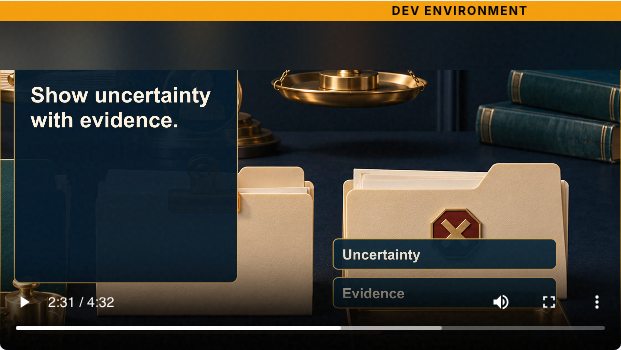 DEV ENVIRONMENT
Show uncertainty
with evidence.
Uncertainty
Evidence
2:31 / 4:32